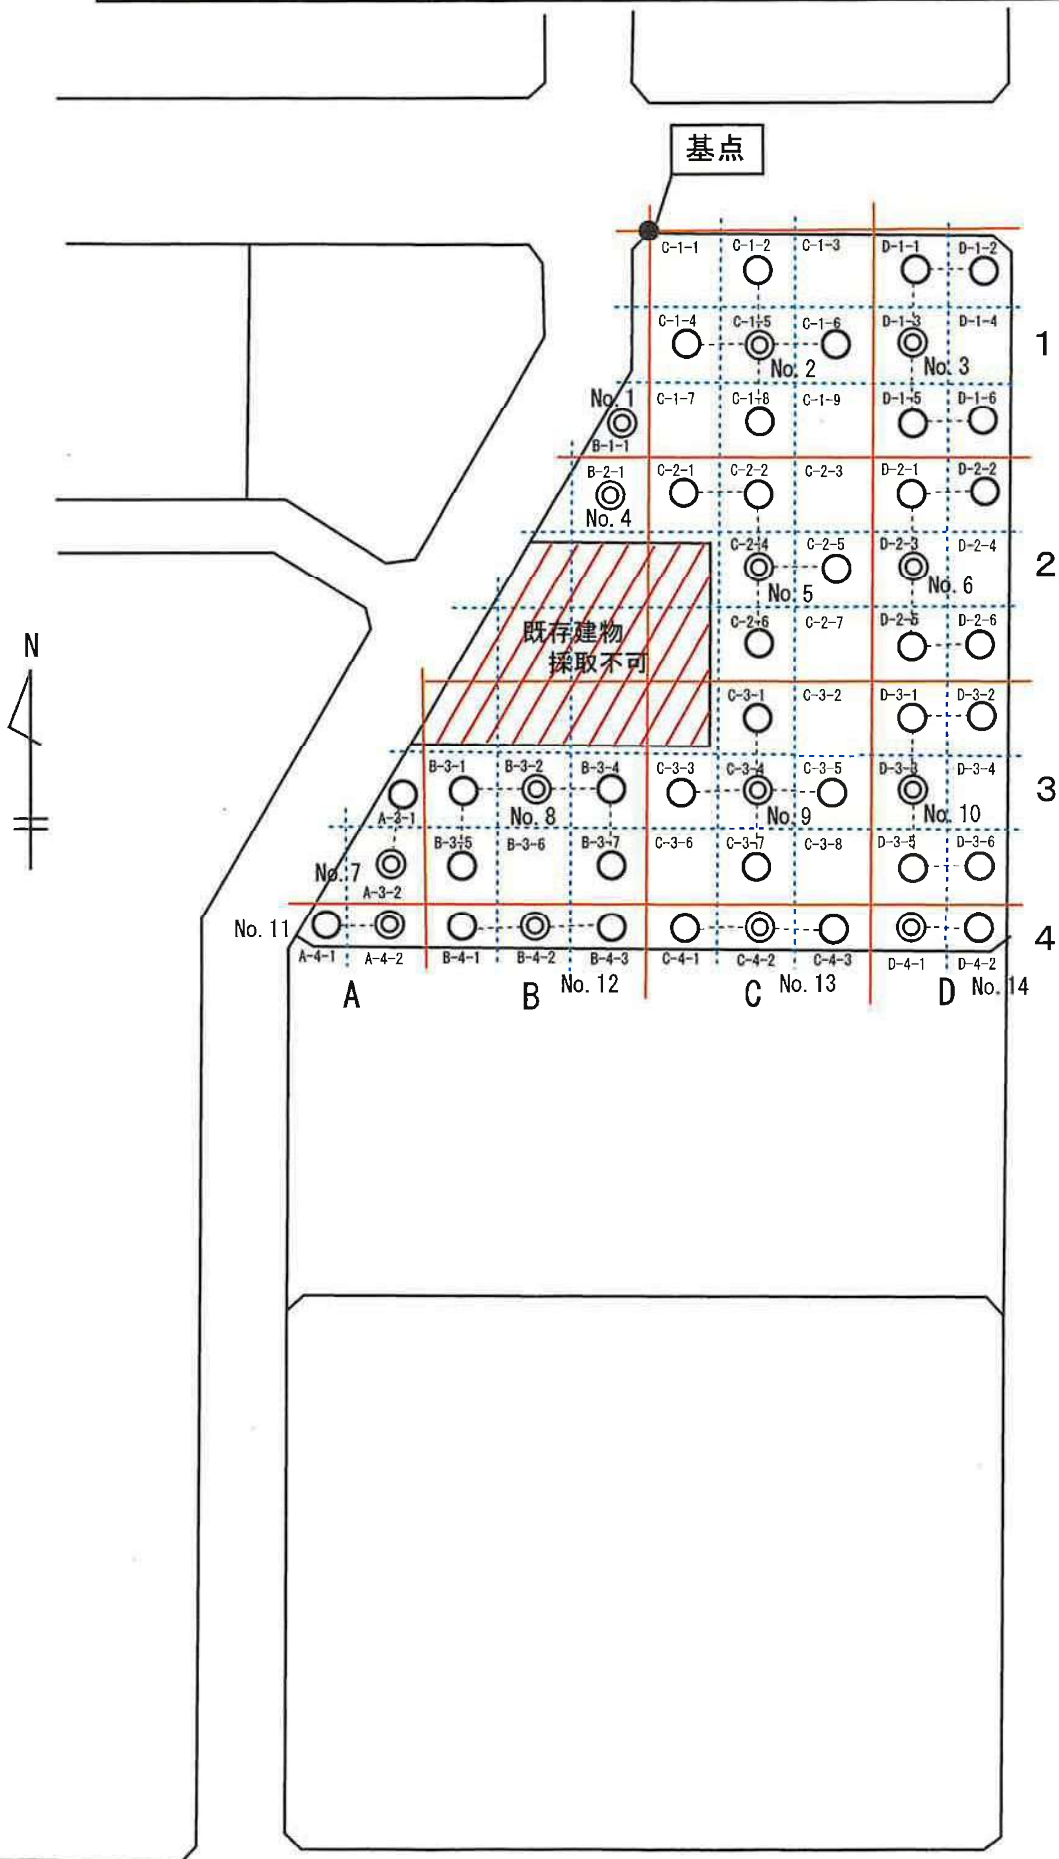 基点
C-1-1
C-1-2
C-1-3
D-1-1
D-1-2
C-1-4
C-1-5
C-1-6
D-1-3
D-1-4
1
No. 2
No. 3
No. 1
C-1-7
C-1-8
C-1-9
D-1-5
D-1-6
B-1-1
B-2-1
C-2-1
C-2-2
C-2-3
D-2-1
D-2-2
No. 4
C-2-4
C-2-5
D-2-3
D-2-4
2
No. 5
No. 6
既存建物
採取不可
C-2-6
C-2-7
D-2-5
D-2-6
N
C-3-1
C-3-2
D-3-1
D-3-2
B-3-1
B-3-2
B-3-4
C-3-3
C-3-4
C-3-5
D-3-3
D-3-4
3
A-3-1
No. 8
No. 9
No. 10
B-3-5
B-3-6
B-3-7
C-3-6
C-3-7
C-3-8
D-3-5
D-3-6
No. 7
A-3-2
No. 11
4
A-4-1
A-4-2
B-4-1
B-4-2
B-4-3
C-4-1
C-4-2
C-4-3
D-4-1
D-4-2
A
B
No. 12
C
No. 13
D
No. 14